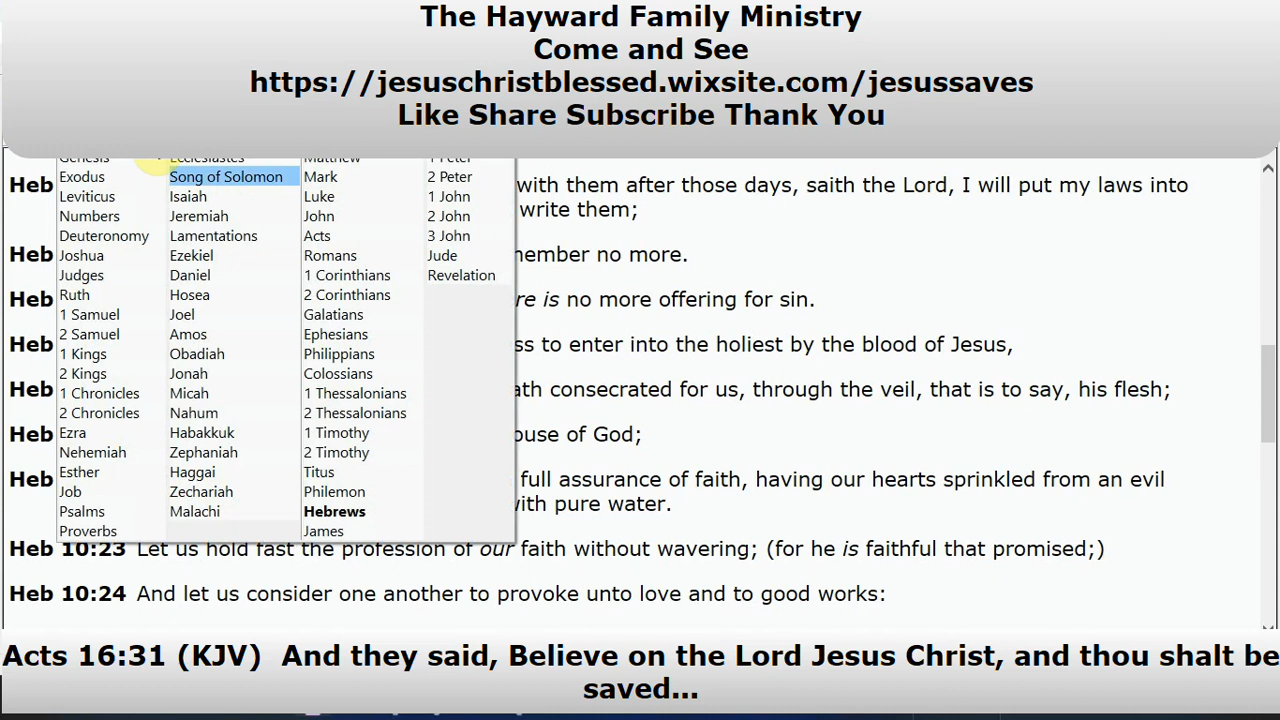 The Hayward Family Ministry
Come and See
https://jesuschristblessed.wixsite.com/jesussaves
Like Share Subscribe Thank You
Genesis
Exodus
Leviticus
Numbers
Deuteronomy
Joshua
Judges
Ruth
1 Samuel
2 Samuel
1 Kings
2 Kings
1 Chronicles
2 Chronicles
Ezra
Nehemiah
Esther
Job
Psalms
Proverbs
Ecclesiastes
Song of Solomon
Isaiah
Jeremiah
Lamentations
Ezekiel
Daniel
Hosea
Joel
Amos
Obadiah
Jonah
Micah
Nahum
Habakkuk
Zephaniah
Haggai
Zechariah
Malachi
Matthew
Mark
Luke
John
Acts
Romans
1 Corinthians
2 Corinthians
Galatians
Ephesians
Philippians
Colossians
1 Thessalonians
2 Thessalonians
1 Timothy
2 Timothy
Titus
Philemon
Hebrews
James
1 Peter
2 Peter
1 John
2 John
3 John
Jude
Revelation
Heb with them after those days, saith the Lord, I will put my laws into
write them;
Heb no more.
Heb is no more offering for sin.
Heb to enter into the holiest by the blood of Jesus,
Heb consecrated for us, through the veil, that is to say, his flesh;
Heb of God;
Heb full assurance of faith, having our hearts sprinkled from an evil
with pure water.
Heb 10:23 Let us hold fast the profession of our faith without wavering; (for he is faithful that promised;)
Heb 10:24 And let us consider one another to provoke unto love and to good works:
Acts 16:31 (KJV) And they said, Believe on the Lord Jesus Christ, and thou shalt be
saved...